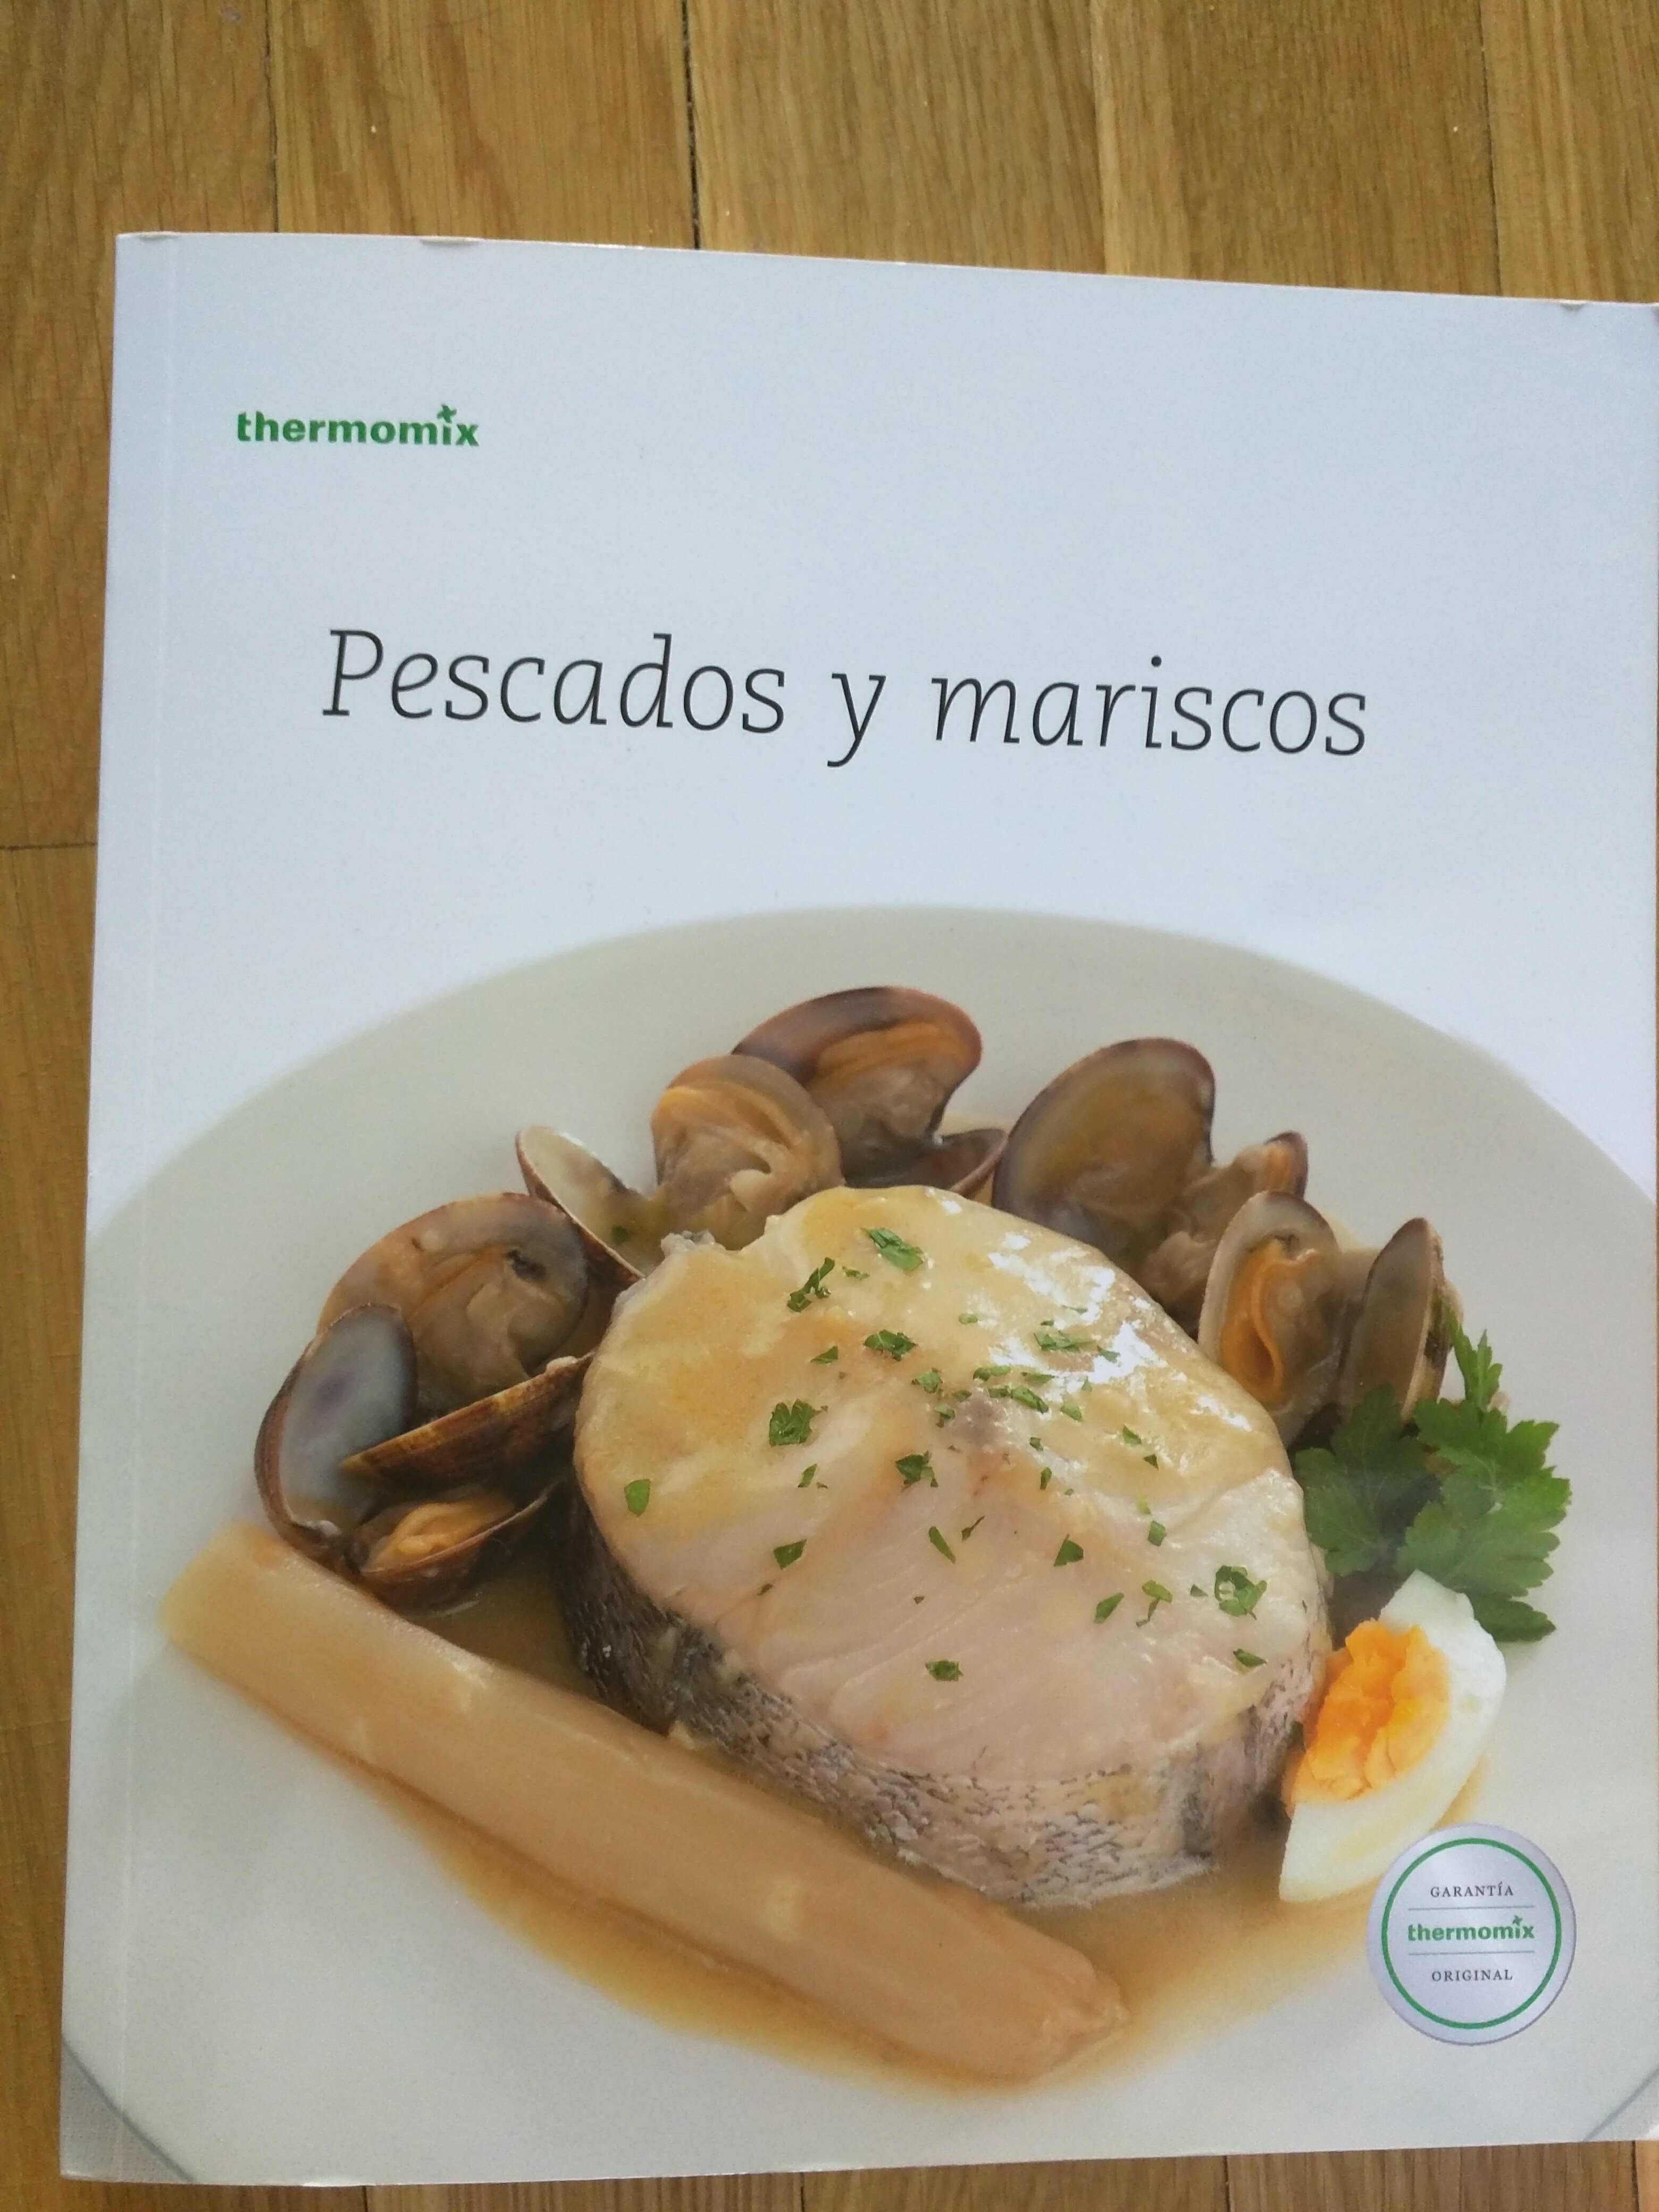 thermomix
Pescados y mariscos
GARANTÍA
thermomix
ORIGINAL